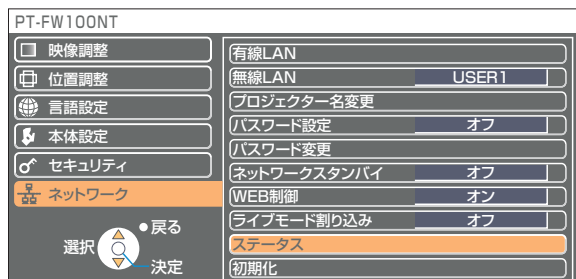 PT-FW100NT
映像調整
位置調整
言語設定
本体設定
セキュリティ
ネットワーク
戻る
選択
決定
有線LAN
無線LAN USER1
プロジェクター名変更
パスワード設定 オフ
パスワード変更
ネットワークスタンバイ オフ
WEB制御 オン
ライブモード割り込み オフ
ステータス
初期化